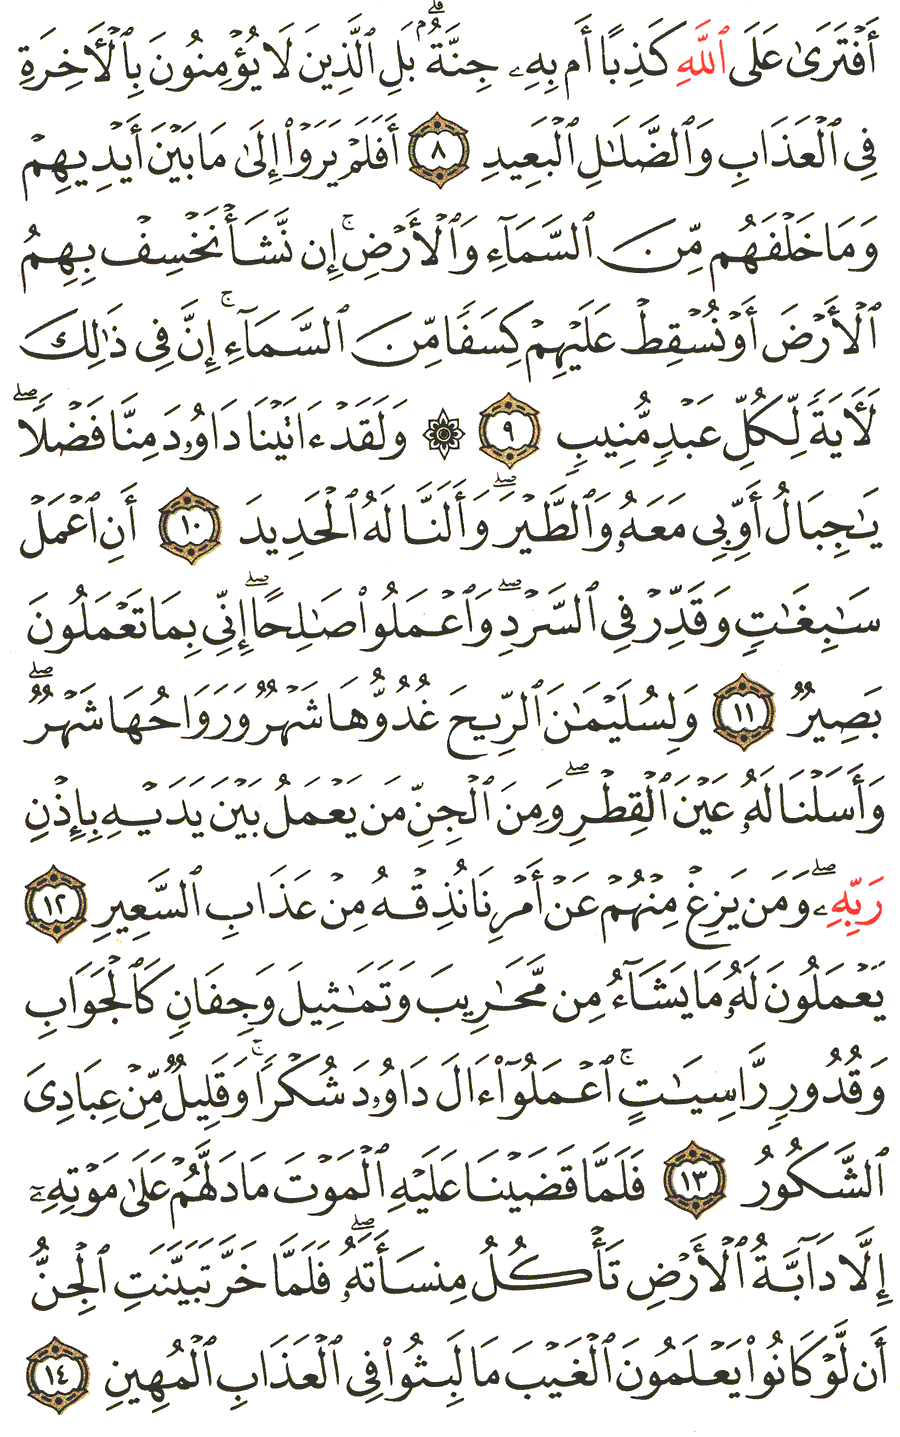 أَفْتَرَىٰ عَلَى ٱللَّهِ كَذِبًا أَم بِهِۦ جِنَّةُۢ ۗ بَلِ ٱلَّذِينَ لَا يُؤْمِنُونَ بِٱلْـَٔاخِرَةِ
فِى ٱلْعَذَابِ وَٱلضَّلَـٰلِ ٱلْبَعِيدِ ٨ أَفَلَمْ يَرَوْا۟ إِلَىٰ مَا بَيْنَ أَيْدِيهِمْ
وَمَا خَلْفَهُم مِّنَ ٱلسَّمَآءِ وَٱلْأَرْضِ ۚ إِن نَّشَأْ نَخْسِفْ بِهِمُ
ٱلْأَرْضَ أَوْ نُسْقِطْ عَلَيْهِمْ كِسَفًا مِّنَ ٱلسَّمَآءِ ۚ إِنَّ فِى ذَٰلِكَ
لَـَٔايَةً لِّكُلِّ عَبْدٍ مُّنِيبٍ ٩ ۞ وَلَقَدْ ءَاتَيْنَا دَاوُۥدَ مِنَّا فَضْلًا ۖ
يَـٰجِبَالُ أَوِّبِى مَعَهُۥ وَٱلطَّيْرَ ۖ وَأَلَنَّا لَهُ ٱلْحَدِيدَ ١٠ أَنِ ٱعْمَلْ
سَـٰبِغَـٰتٍ وَقَدِّرْ فِى ٱلسَّرْدِ ۖ وَٱعْمَلُوا۟ صَـٰلِحًا ۖ إِنِّى بِمَا تَعْمَلُونَ
بَصِيرٌ ١١ وَلِسُلَيْمَـٰنَ ٱلرِّيحَ غُدُوُّهَا شَهْرٌ وَرَوَاحُهَا شَهْرٌ ۖ
وَأَسَلْنَا لَهُۥ عَيْنَ ٱلْقِطْرِ ۖ وَمِنَ ٱلْجِنِّ مَن يَعْمَلُ بَيْنَ يَدَيْهِ بِإِذْنِ
رَبِّهِۦ ۖ وَمَن يَزِغْ مِنْهُمْ عَنْ أَمْرِنَا نُذِقْهُ مِنْ عَذَابِ ٱلسَّعِيرِ ١٢
يَعْمَلُونَ لَهُۥ مَا يَشَآءُ مِن مَّحَـٰرِيبَ وَتَمَـٰثِيلَ وَجِفَانٍ كَٱلْجَوَابِ
وَقُدُورٍ رَّاسِيَـٰتٍ ۚ ٱعْمَلُوٓا۟ ءَالَ دَاوُۥدَ شُكْرًا ۚ وَقَلِيلٌ مِّنْ عِبَادِىَ
ٱلشَّكُورُ ١٣ فَلَمَّا قَضَيْنَا عَلَيْهِ ٱلْمَوْتَ مَا دَلَّهُمْ عَلَىٰ مَوْتِهِۦٓ
إِلَّا دَآبَّةُ ٱلْأَرْضِ تَأْكُلُ مِنسَأَتَهُۥ ۖ فَلَمَّا خَرَّ تَبَيَّنَتِ ٱلْجِنُّ
أَن لَّوْ كَانُوا۟ يَعْلَمُونَ ٱلْغَيْبَ مَا لَبِثُوا۟ فِى ٱلْعَذَابِ ٱلْمُهِينِ ١٤